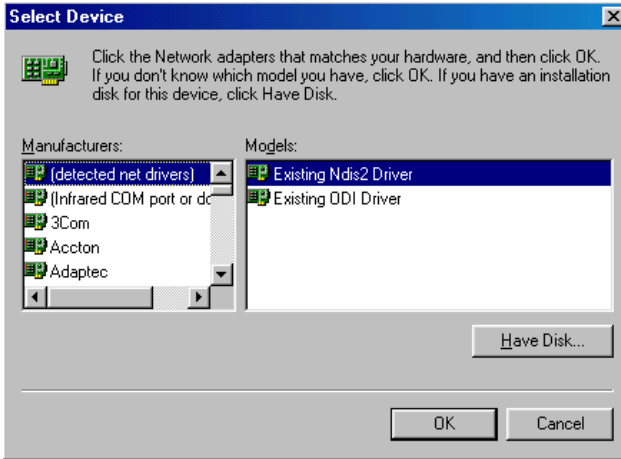 Select Device
Click the Network adapters that matches your hardware, and then click OK.
If you don't know which model you have, click OK. If you have an installation
disk for this device, click Have Disk.
Manufacturers:
(detected net drivers)
(Infrared COM port or dc
3Com
Accton
Adaptec
Models:
Existing Ndis2 Driver
Existing ODI Driver
Have Disk...
OK
Cancel